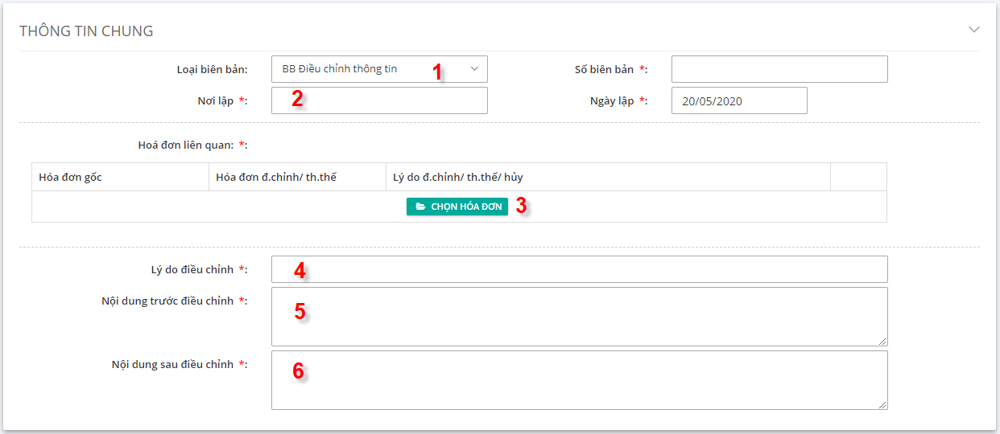 THÔNG TIN CHUNG
Loại biên bản: BB Điều chỉnh thông tin 1 Số biên bản *:
Nơi lập *: 2 Ngày lập *: 20/05/2020
Hoá đơn liên quan: *:
Hóa đơn gốc Hóa đơn đ.chỉnh/ th.thế Lý do đ.chỉnh/ th.thế/ hủy
CHỌN HÓA ĐƠN 3
Lý do điều chỉnh *: 4
Nội dung trước điều chỉnh *: 5
Nội dung sau điều chỉnh *: 6